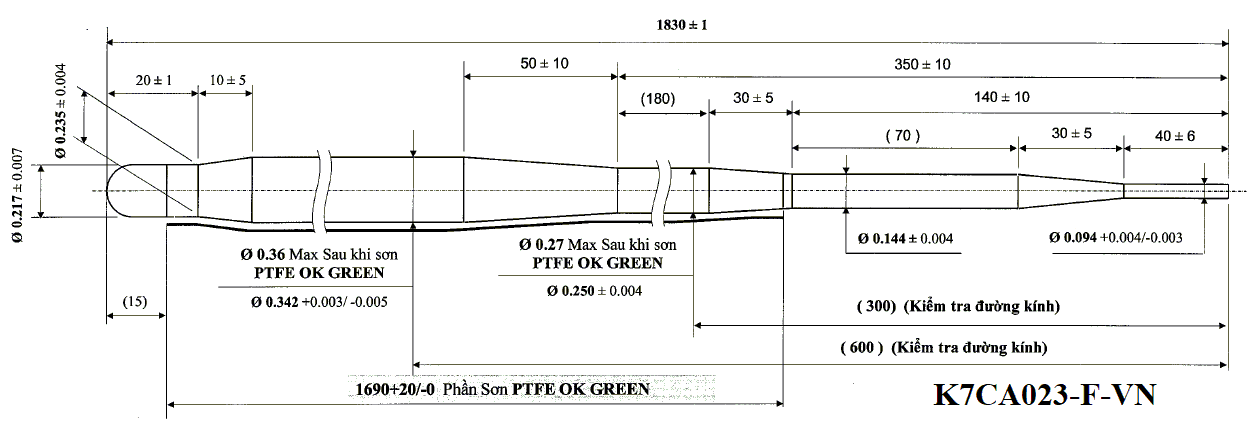 1830 ± 1
50 ± 10
350 ± 10
20 ± 1
10 ± 5
(180)
30 ± 5
140 ± 10
Ø 0.235 ± 0.004
( 70 )
30 ± 5
40 ± 6
Ø 0.217 ± 0.007
Ø 0.36 Max Sau khi sơn
PTFE OK GREEN
Ø 0.342 +0.003/ -0.005
Ø 0.27 Max Sau khi sơn
PTFE OK GREEN
Ø 0.250 ± 0.004
Ø 0.144 ± 0.004
Ø 0.094 +0.004/-0.003
(15)
( 300) (Kiểm tra đường kính)
( 600 ) (Kiểm tra đường kính)
1690+20/-0 Phần Sơn PTFE OK GREEN
K7CA023-F-VN